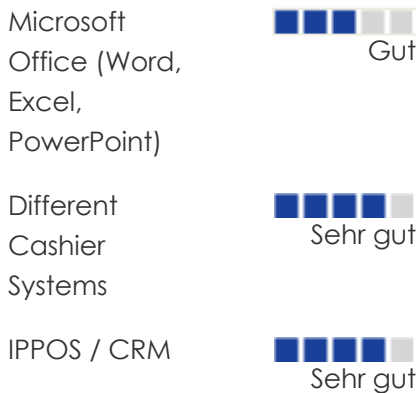 Microsoft
Gut
Office (Word,
Excel,
PowerPoint)
Different
Cashier
Sehr gut
Systems
IPPOS / CRM
Sehr gut